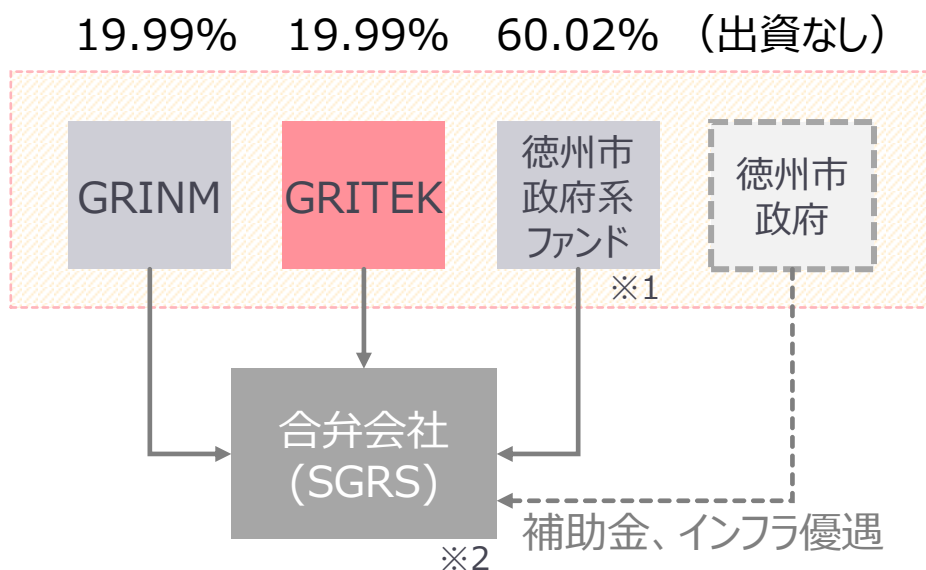 19.99% 19.99% 60.02% （出資なし）
GRINM
GRITEK
徳州市
政府系
ファンド
※1
徳州市
政府
合弁会社
(SGRS)
※2
補助金、インフラ優遇